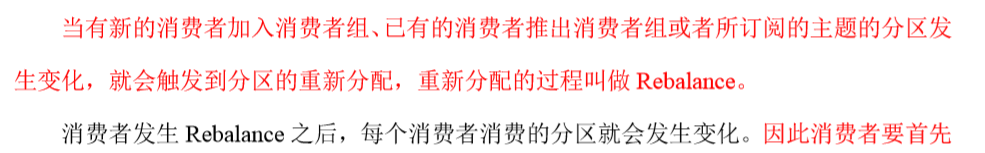 当有新的消费者加入消费者组、已有的消费者推出消费者组或者所订阅的主题的分区发
生变化，就会触发到分区的重新分配，重新分配的过程叫做 Rebalance。
消费者发生 Rebalance 之后，每个消费者消费的分区就会发生变化。因此消费者要首先